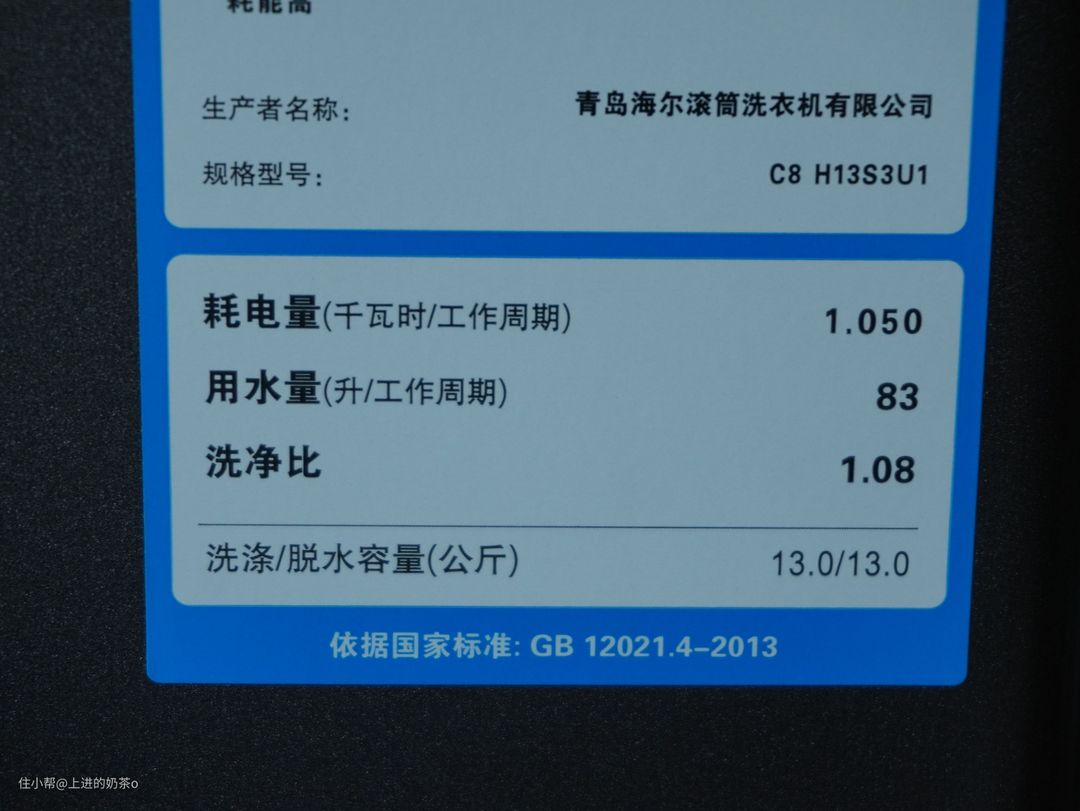 耗能高
生产者名称:
青岛海尔滚筒洗衣机有限公司
规格型号:
C8 H13S3U1
耗电量(千瓦时/工作周期)
1.050
用水量(升/工作周期)
83
洗净比
1.08
洗涤/脱水容量(公斤)
13.0/13.0
依据国家标准: GB 12021.4-2013
住小帮@上进的奶茶o